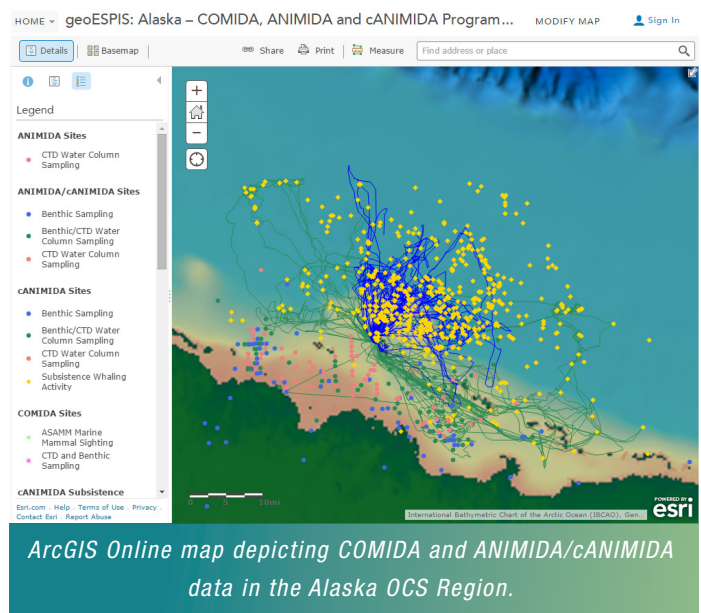 HOME geoESPIS: Alaska – COMIDA, ANIMIDA and cANIMIDA Program... MODIFY MAP Sign In
Details Basemap Share Print Measure Find address or place
Legend
ANIMIDA Sites
CTD Water Column
Sampling
ANIMIDA/cANIMIDA Sites
Benthic Sampling
Benthic/CTD Water
Column Sampling
CTD Water Column
Sampling
cANIMIDA Sites
Benthic Sampling
Benthic/CTD Water
Column Sampling
CTD Water Column
Sampling
Subsistence Whaling
Activity
COMIDA Sites
ASAMM Marine
Mammal Sighting
CTD and Benthic
Sampling
cANIMIDA Subsistence
Esri.com . Help . Terms of Use . Privacy .
Contact Esri . Report Abuse
+
−
0 5 10mi
International Bathymetric Chart of the Arctic Ocean (IBCAO), Gen...
POWERED BY
esri
ArcGIS Online map depicting COMIDA and ANIMIDA/cANIMIDA
data in the Alaska OCS Region.